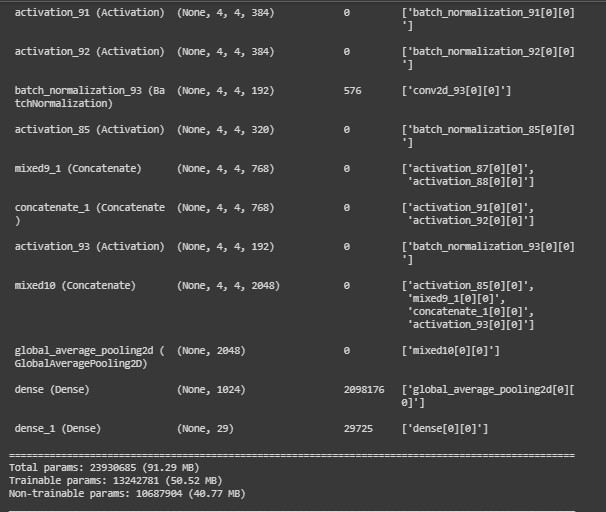 activation_91 (Activation) (None, 4, 4, 384) 0 ['batch_normalization_91[0][0]
']
activation_92 (Activation) (None, 4, 4, 384) 0 ['batch_normalization_92[0][0]
']
batch_normalization_93 (Ba (None, 4, 4, 192) 576 ['conv2d_93[0][0]']
tchNormalization)
activation_85 (Activation) (None, 4, 4, 320) 0 ['batch_normalization_85[0][0]
']
mixed9_1 (Concatenate) (None, 4, 4, 768) 0 ['activation_87[0][0]',
'activation_88[0][0]']
concatenate_1 (Concatenate (None, 4, 4, 768) 0 ['activation_91[0][0]',
) 'activation_92[0][0]']
activation_93 (Activation) (None, 4, 4, 192) 0 ['batch_normalization_93[0][0]
']
mixed10 (Concatenate) (None, 4, 4, 2048) 0 ['activation_85[0][0]',
'mixed9_1[0][0]',
'concatenate_1[0][0]',
'activation_93[0][0]']
global_average_pooling2d ( (None, 2048) 0 ['mixed10[0][0]']
GlobalAveragePooling2D)
dense (Dense) (None, 1024) 2098176 ['global_average_pooling2d[0][
0]']
dense_1 (Dense) (None, 29) 29725 ['dense[0][0]']
==================================================================================================
Total params: 23930685 (91.29 MB)
Trainable params: 13242781 (50.52 MB)
Non-trainable params: 10687904 (40.77 MB)